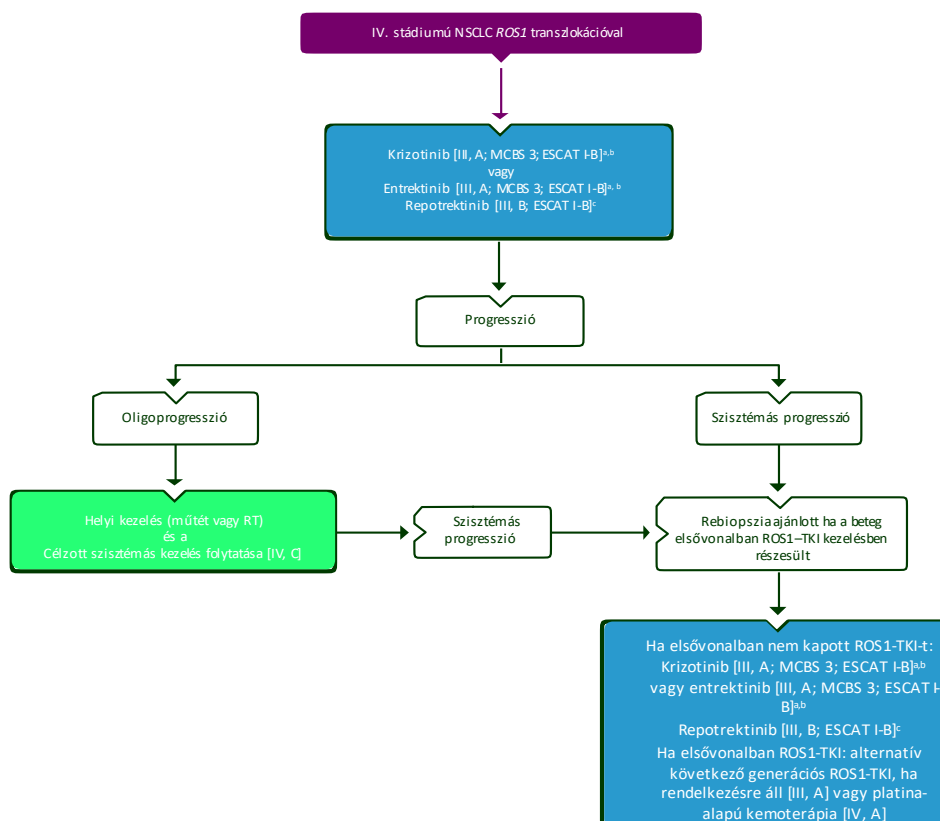 IV. stádiumú NSCLC ROS1 transzlokációval
Krizotinib [III, A; MCBS 3; ESCAT I-B]a,b
vagy
Entrektinib [III, A; MCBS 3; ESCAT I-B]a, b
Repotrektinib [III, B; ESCAT I-B]c
Progresszió
Oligoprogresszió
Szisztémás progresszió
Helyi kezelés (műtét vagy RT)
és a
Célzott szisztémás kezelés folytatása [IV, C]
Szisztémás
progresszió
Rebiopszia ajánlott ha a beteg
elsővonalban ROS1–TKI kezelésben
részesült
Ha elsővonalban nem kapott ROS1-TKI-t:
Krizotinib [III, A; MCBS 3; ESCAT I-B]a,b
vagy entrektinib [III, A; MCBS 3; ESCAT I-
B]a,b
Repotrektinib [III, B; ESCAT I-B]c
Ha elsővonalban ROS1-TKI: alternatív
következő generációs ROS1-TKI, ha
rendelkezésre áll [III, A] vagy platina-
alapú kemoterápia [IV, A]